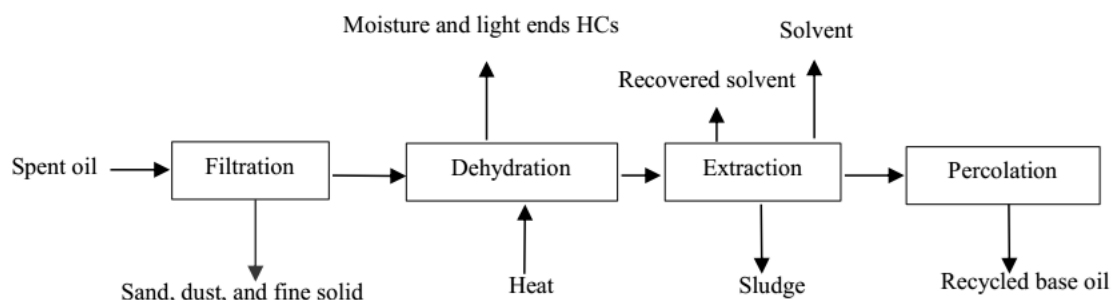 Moisture and light ends HCs
Solvent
Recovered solvent
Spent oil
Filtration
Dehydration
Extraction
Percolation
Sand, dust, and fine solid
Heat
Sludge
Recycled base oil